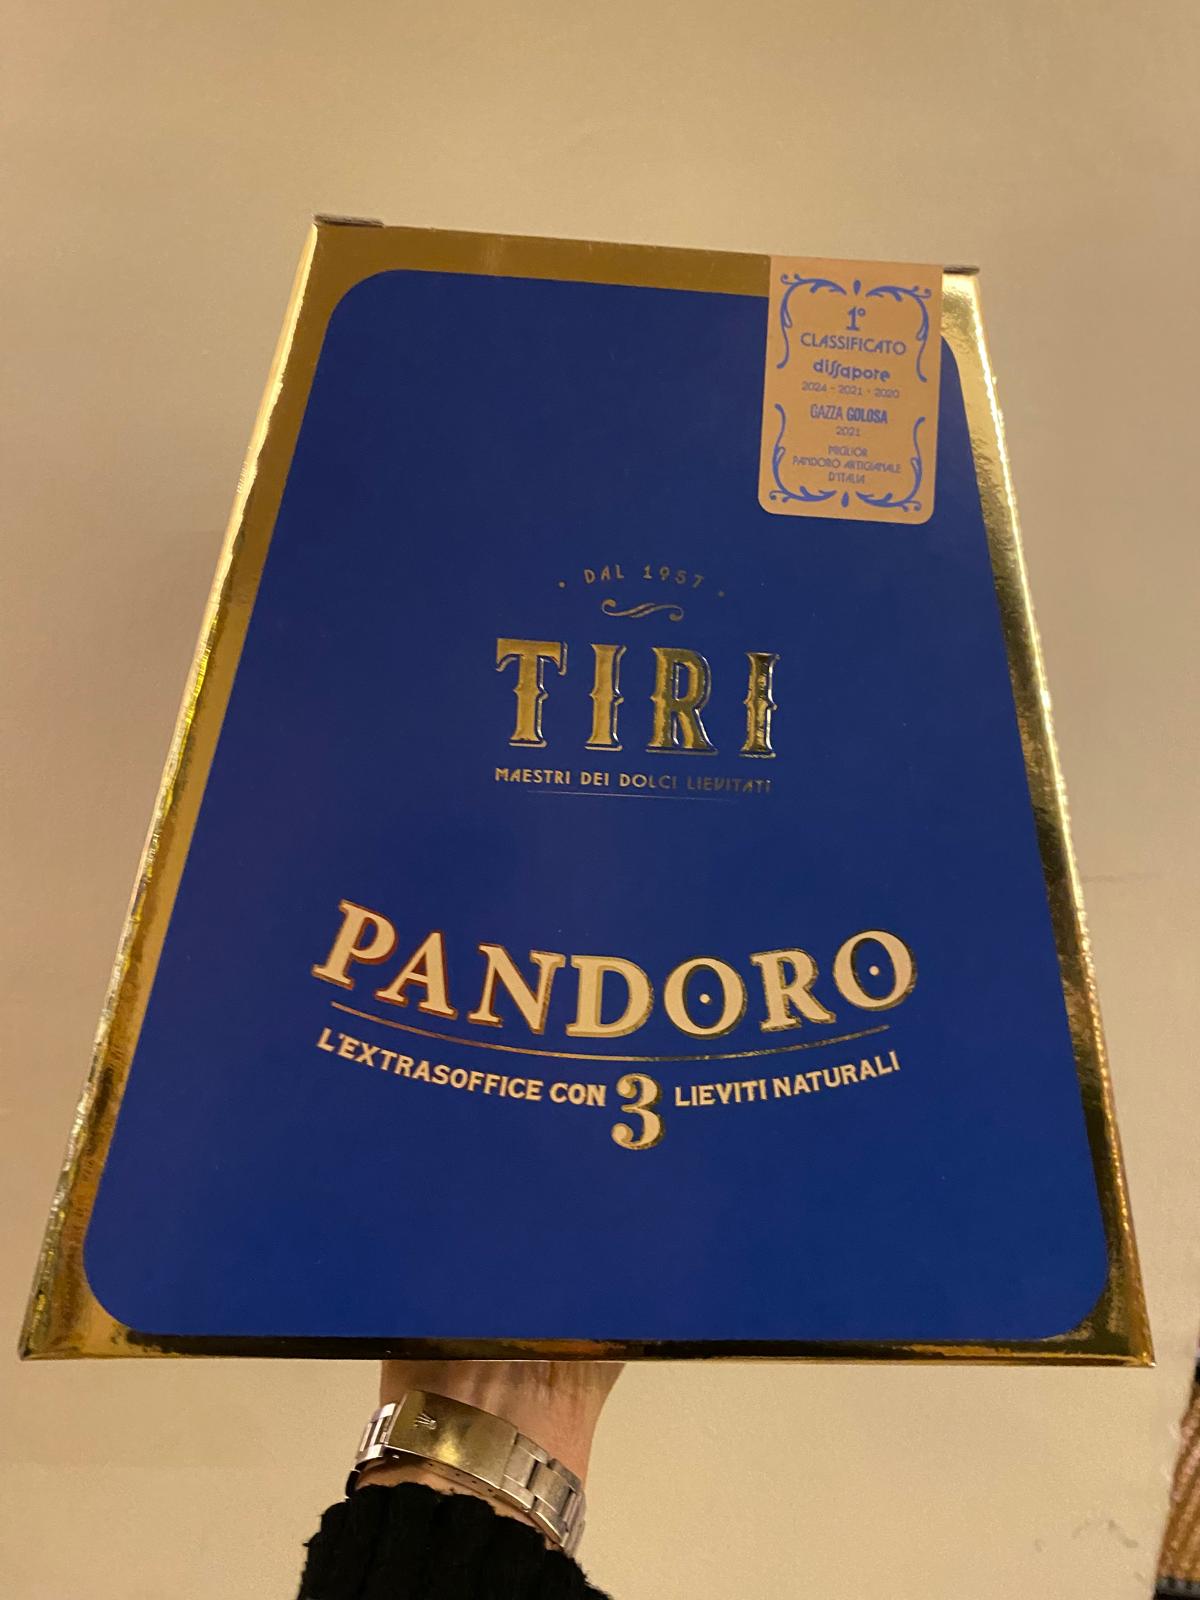 1°
CLASSIFICATO
dissapore
2024 - 2021 - 2020
GAZZA GOLOSA
2021
MIGLIOR
PANDORO ARTIGIANALE
D'ITALIA
• DAL 1957 •
TIRI
MAESTRI DEI DOLCI LIEVITATI
PANDORO
L'EXTRASOFFICE CON 3 LIEVITI NATURALI